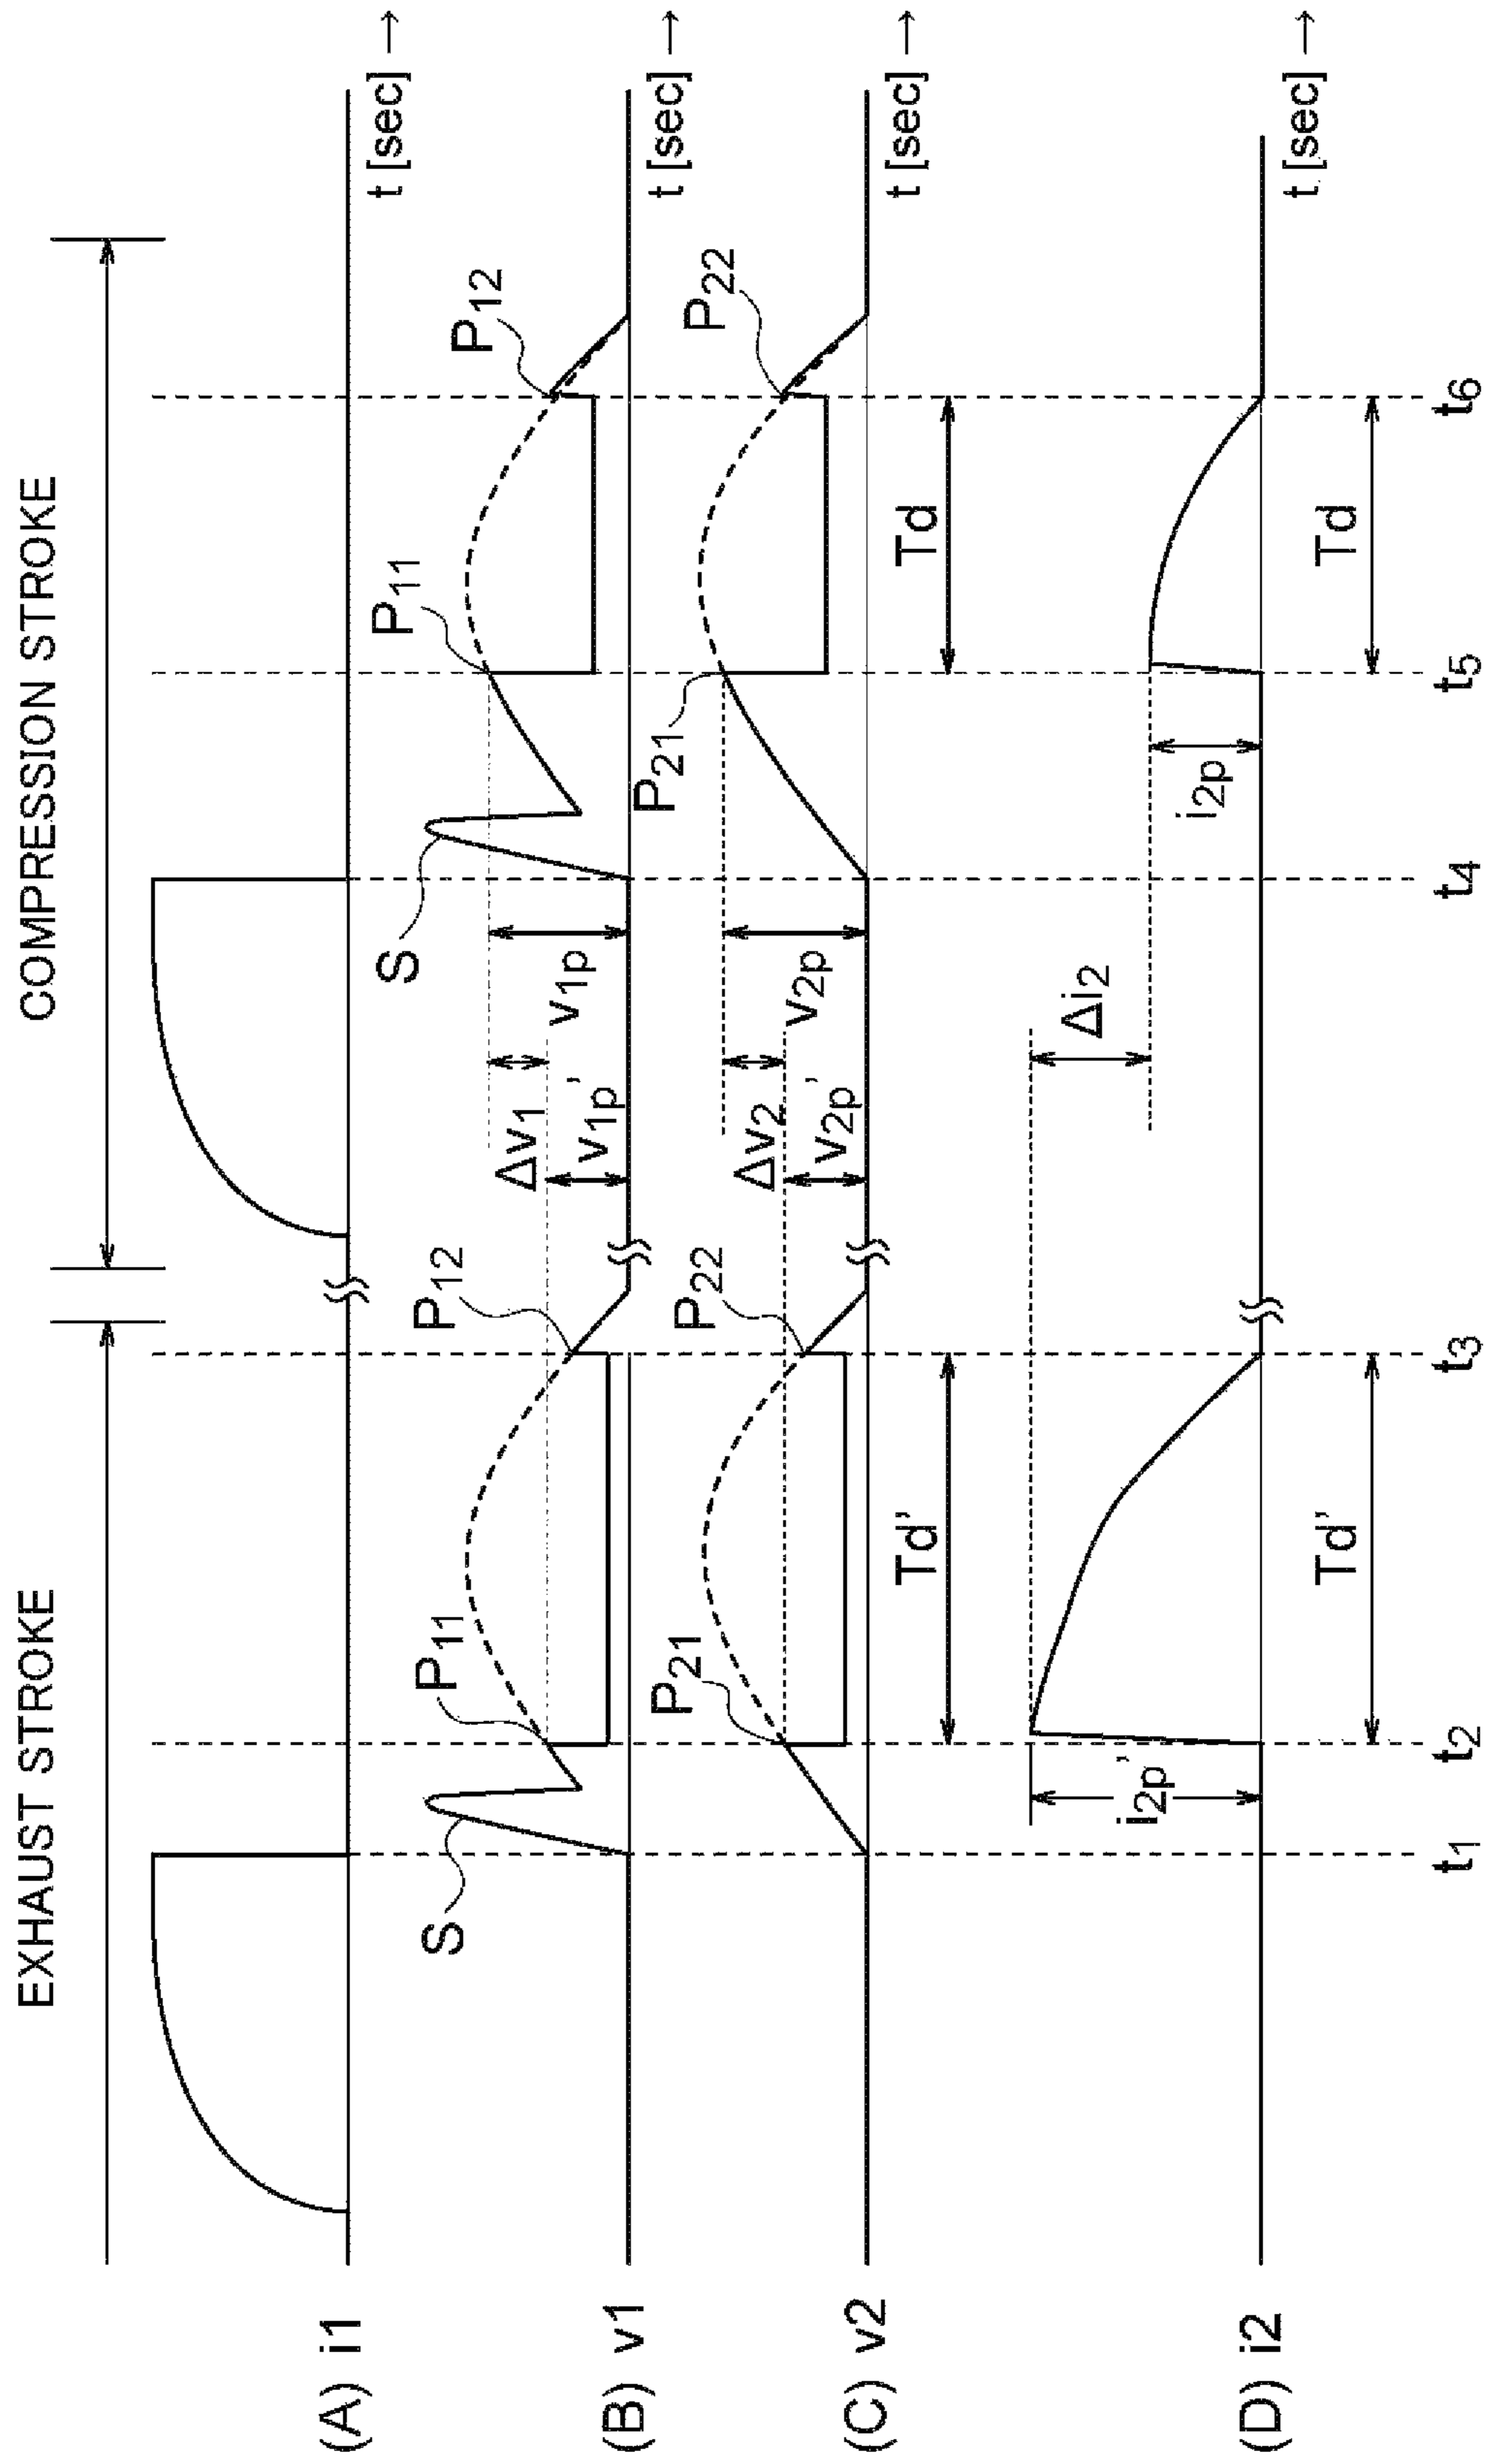 EXHAUST STROKE
COMPRESSION STROKE
(A) i1
t [sec] →
(B) v1
S
P11
P12
Δv1
v1p'
v1p
S
P11
P12
t [sec] →
(C) v2
P21
P22
Δv2
v2p'
v2p
P21
P22
t [sec] →
Td'
Td
(D) i2
i2p'
Δi2
i2p
t [sec] →
Td'
Td
t1
t2
t3
t4
t5
t6